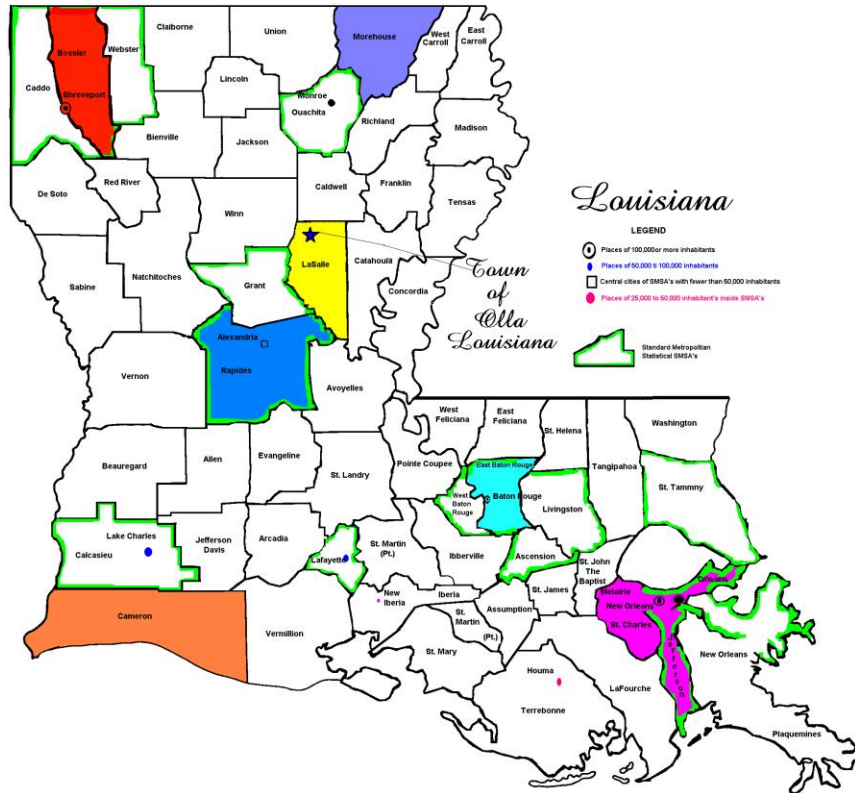 Claiborne
Union
Morehouse
West
Carroll
East
Carroll
Bossier
Webster
Caddo
Shreveport
Lincoln
Monroe
Ouachita
Richland
Madison
Bienville
Jackson
De Soto
Red River
Winn
Caldwell
Franklin
Tensas
Natchitoches
Sabine
Grant
LaSalle
Catahoula
Concordia
Town
of
Olla
Louisiana
Louisiana
LEGEND
Places of 100,000or more inhabitants
Places of 50,000 ti 100,000 inhabitants
Central cities of SMSA's with fewer than 50,000 inhabitants
Places of 25,000 to 50,000 inhabitant's inside SMSA's
Standard Metropoltian
Statistical SMSA's
Alexandria
Rapides
Vernon
Avoyelles
West
Feliciana
East
Feliciana
St. Helena
Washington
Beauregard
Allen
Evangeline
St. Landry
Pointe Coupee
East Baton Rouge
Baton Rouge
West
Baton
Rouge
Livingston
Tangipahoa
St. Tammny
Lake Charles
Calcasieu
Jefferson
Davis
Arcadia
Lafayette
St. Martin
(Pt.)
Ibberville
Ascension
St. John
The
Baptist
Cameron
Vermillion
New
Iberia
Iberia
St.
Martin
(Pt.)
St. Mary
Assumption
St. James
Metairie
Orleans
New Orleans
St. Charles
Jefferson
New Orleans
Houma
Terrebonne
LaFourche
Plaquemines